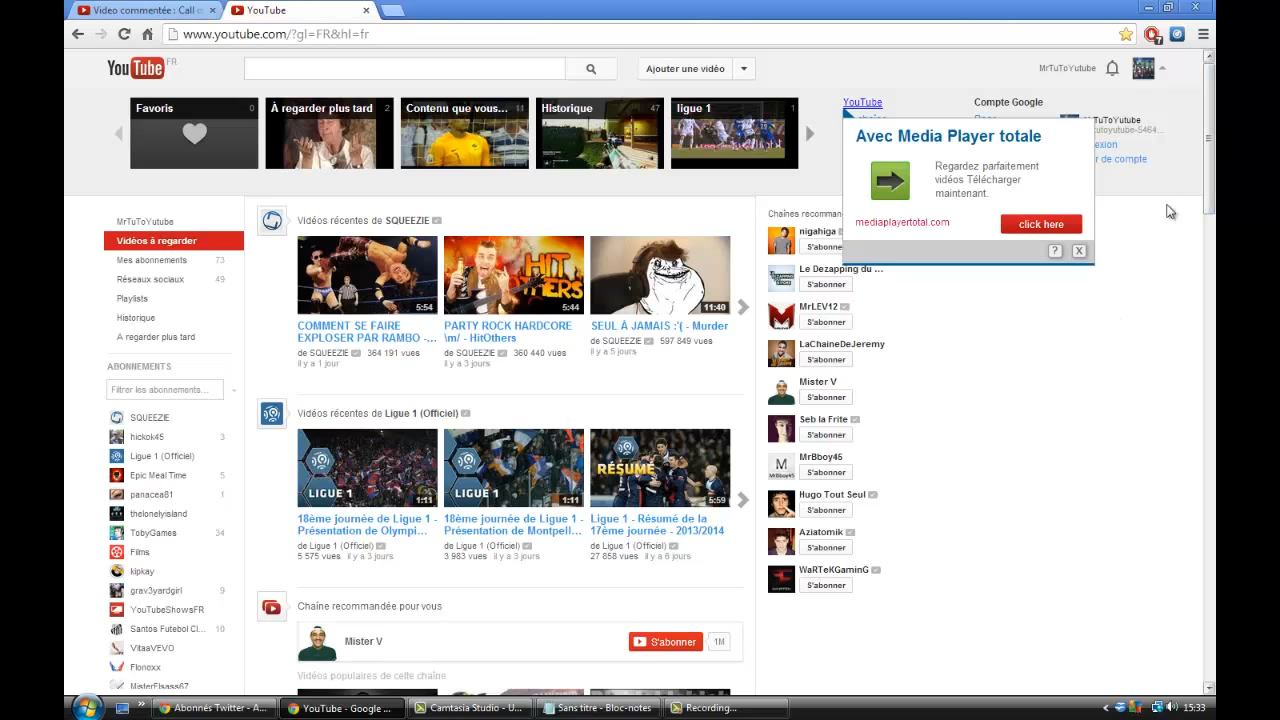 Video commentée : Call
YouTube
www.youtube.com/?gl=FR&hl=fr
7
YouTube FR
Ajouter une vidéo
MrTuToYutube
Favoris 0
À regarder plus tard 2
Contenu que vous... 11
Historique 47
ligue 1 1
YouTube
Compte Google
MrTuToYutube
tutoyutube-S464...
Avec Media Player totale
Regardez parfaitement
vidéos Télécharger
maintenant.
mediaplayertotal.com
click here
? X
MrTuToYutube
Vidéos à regarder
Mes abonnements 73
Réseaux sociaux 49
Playlists
Historique
A regarder plus tard
ABONNEMENTS
Filtrer les abonnements...
SQUEEZIE
hickok45 3
Ligue 1 (Officiel)
Epic Meal Time 5
panacea81 1
thelonelyisland
TobyGames 34
Films
kipkay
grav3yardgirl 9
YouTubeShowsFR
Santos Futebol Cl... 10
VitaaVEVO
Flonoxx
MisterElsass67
Vidéos récentes de SQUEEZIE
HIT OTHERS
5:54
5:44
11:40
COMMENT SE FAIRE
EXPLOSER PAR RAMBO -...
de SQUEEZIE 364 191 vues
il y a 1 jour
PARTY ROCK HARDCORE
\m/ - HitOthers
de SQUEEZIE 360 440 vues
il y a 3 jours
SEUL À JAMAIS :'( - Murder
de SQUEEZIE 597 849 vues
il y a 5 jours
Vidéos récentes de Ligue 1 (Officiel)
LIGUE 1
1:11
LIGUE 1
1:11
RÉSUMÉ
5:59
18ème journée de Ligue 1 -
Présentation de Olympi...
de Ligue 1 (Officiel)
5 575 vues il y a 3 jours
18ème journée de Ligue 1 -
Présentation de Montpell...
de Ligue 1 (Officiel)
3 983 vues il y a 3 jours
Ligue 1 - Résumé de la
17ème journée - 2013/2014
de Ligue 1 (Officiel)
27 858 vues il y a 6 jours
Chaîne recommandée pour vous
Mister V
S'abonner 1M
Vidéos populaires de cette chaîne
Chaînes recomman
nigahiga
S'abonne
Le Dezapping du ...
S'abonner
MrLEV12
S'abonner
LaChaineDeJeremy
S'abonner
Mister V
S'abonner
Seb la Frite
S'abonner
MrBboy45
S'abonner
Hugo Tout Seul
S'abonner
Aziatomik
S'abonner
WaRTeKGaminG
S'abonner
Abonnés Twitter - A...
YouTube - Google ...
Camtasia Studio - U...
Sans titre - Bloc-notes
Recording...
15:33